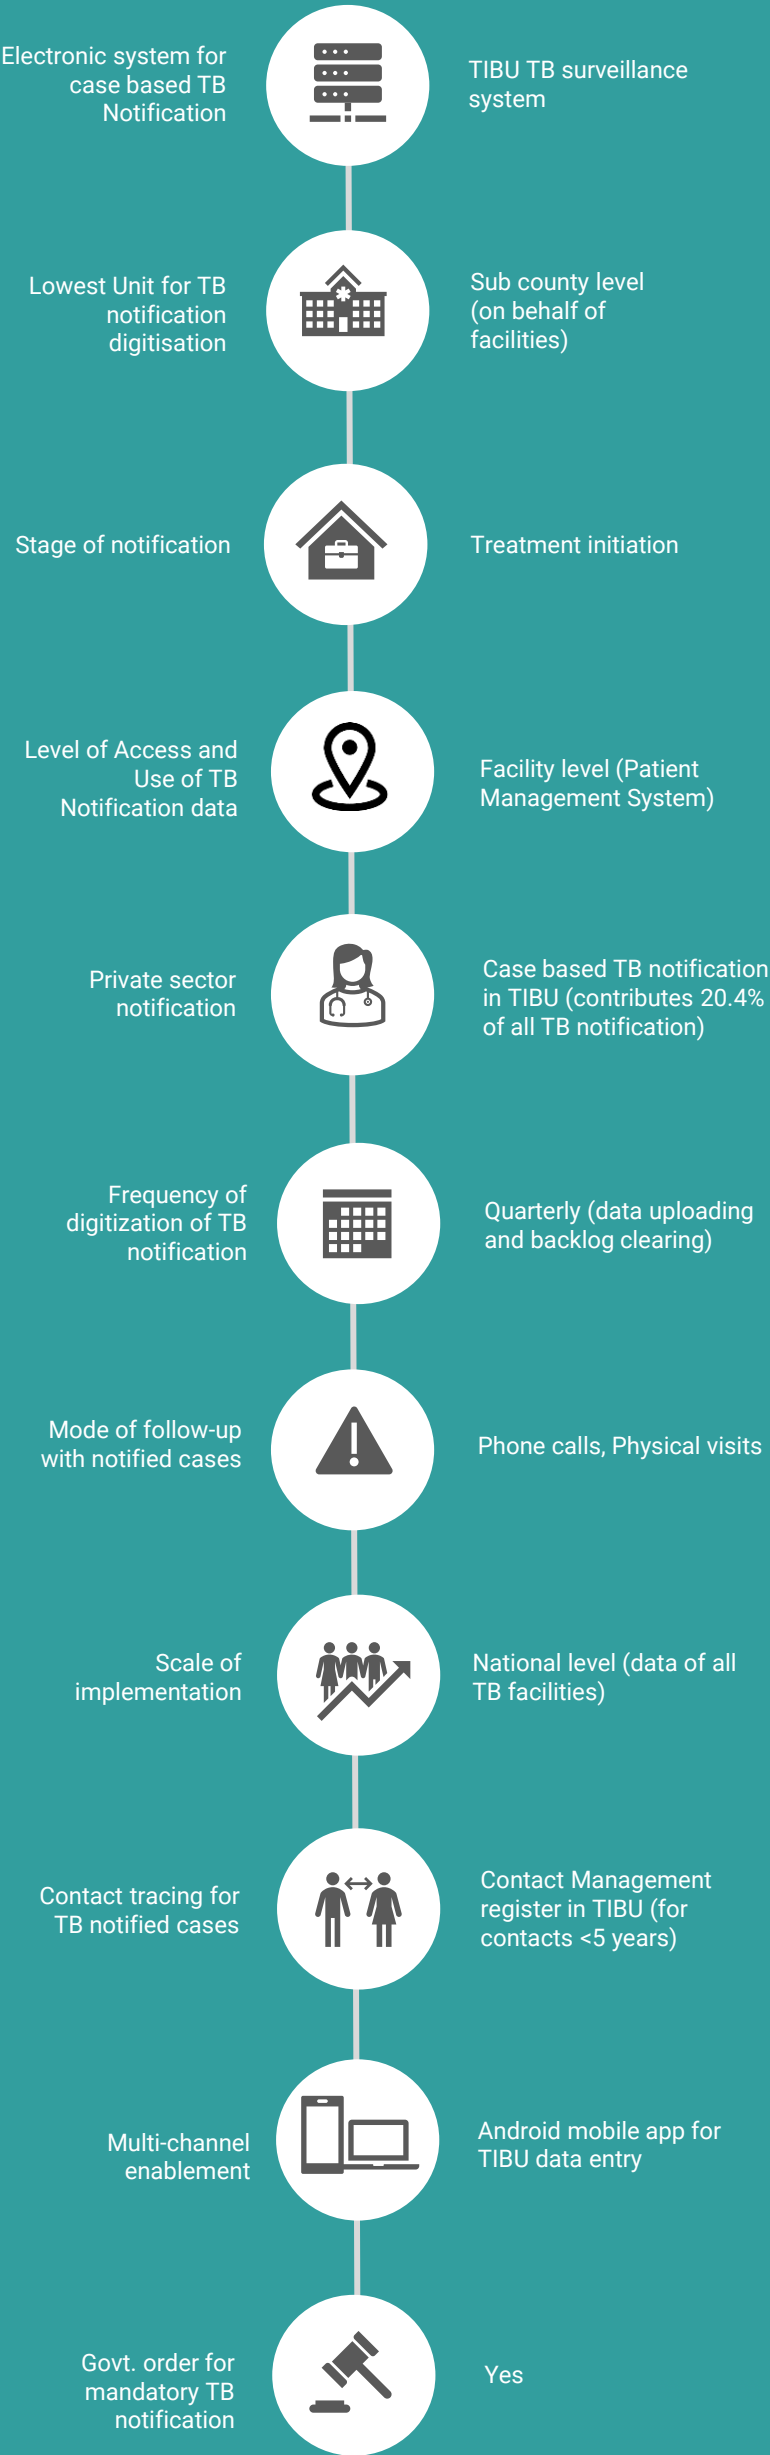 Electronic system for
case based TB
Notification
TIBU TB surveillance
system
Lowest Unit for TB
notification
digitisation
Sub county level
(on behalf of
facilities)
Stage of notification
Treatment initiation
Level of Access and
Use of TB
Notification data
Facility level (Patient
Management System)
Private sector
notification
Case based TB notification
in TIBU (contributes 20.4%
of all TB notification)
Frequency of
digitization of TB
notification
Quarterly (data uploading
and backlog clearing)
Mode of follow-up
with notified cases
Phone calls, Physical visits
Scale of
implementation
National level (data of all
TB facilities)
Contact tracing for
TB notified cases
Contact Management
register in TIBU (for
contacts <5 years)
Multi-channel
enablement
Android mobile app for
TIBU data entry
Govt. order for
mandatory TB
notification
Yes